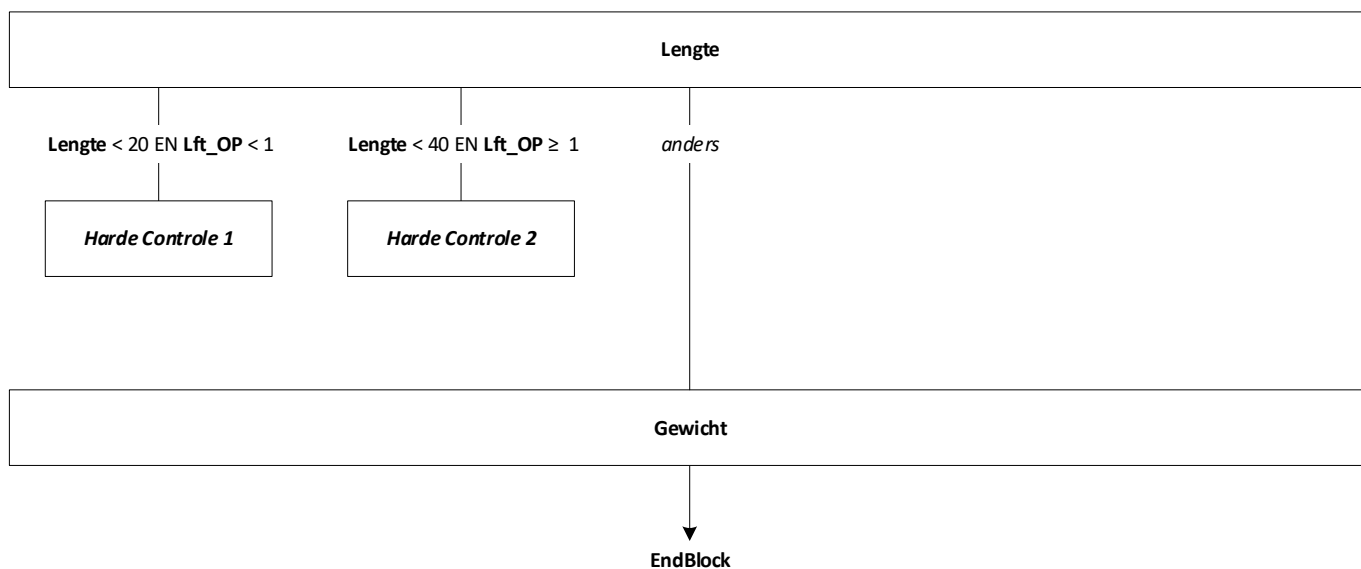 Lengte
Lengte < 20 EN Lft_OP < 1
Lengte < 40 EN Lft_OP ≥ 1
anders
Harde Controle 1
Harde Controle 2
Gewicht
EndBlock